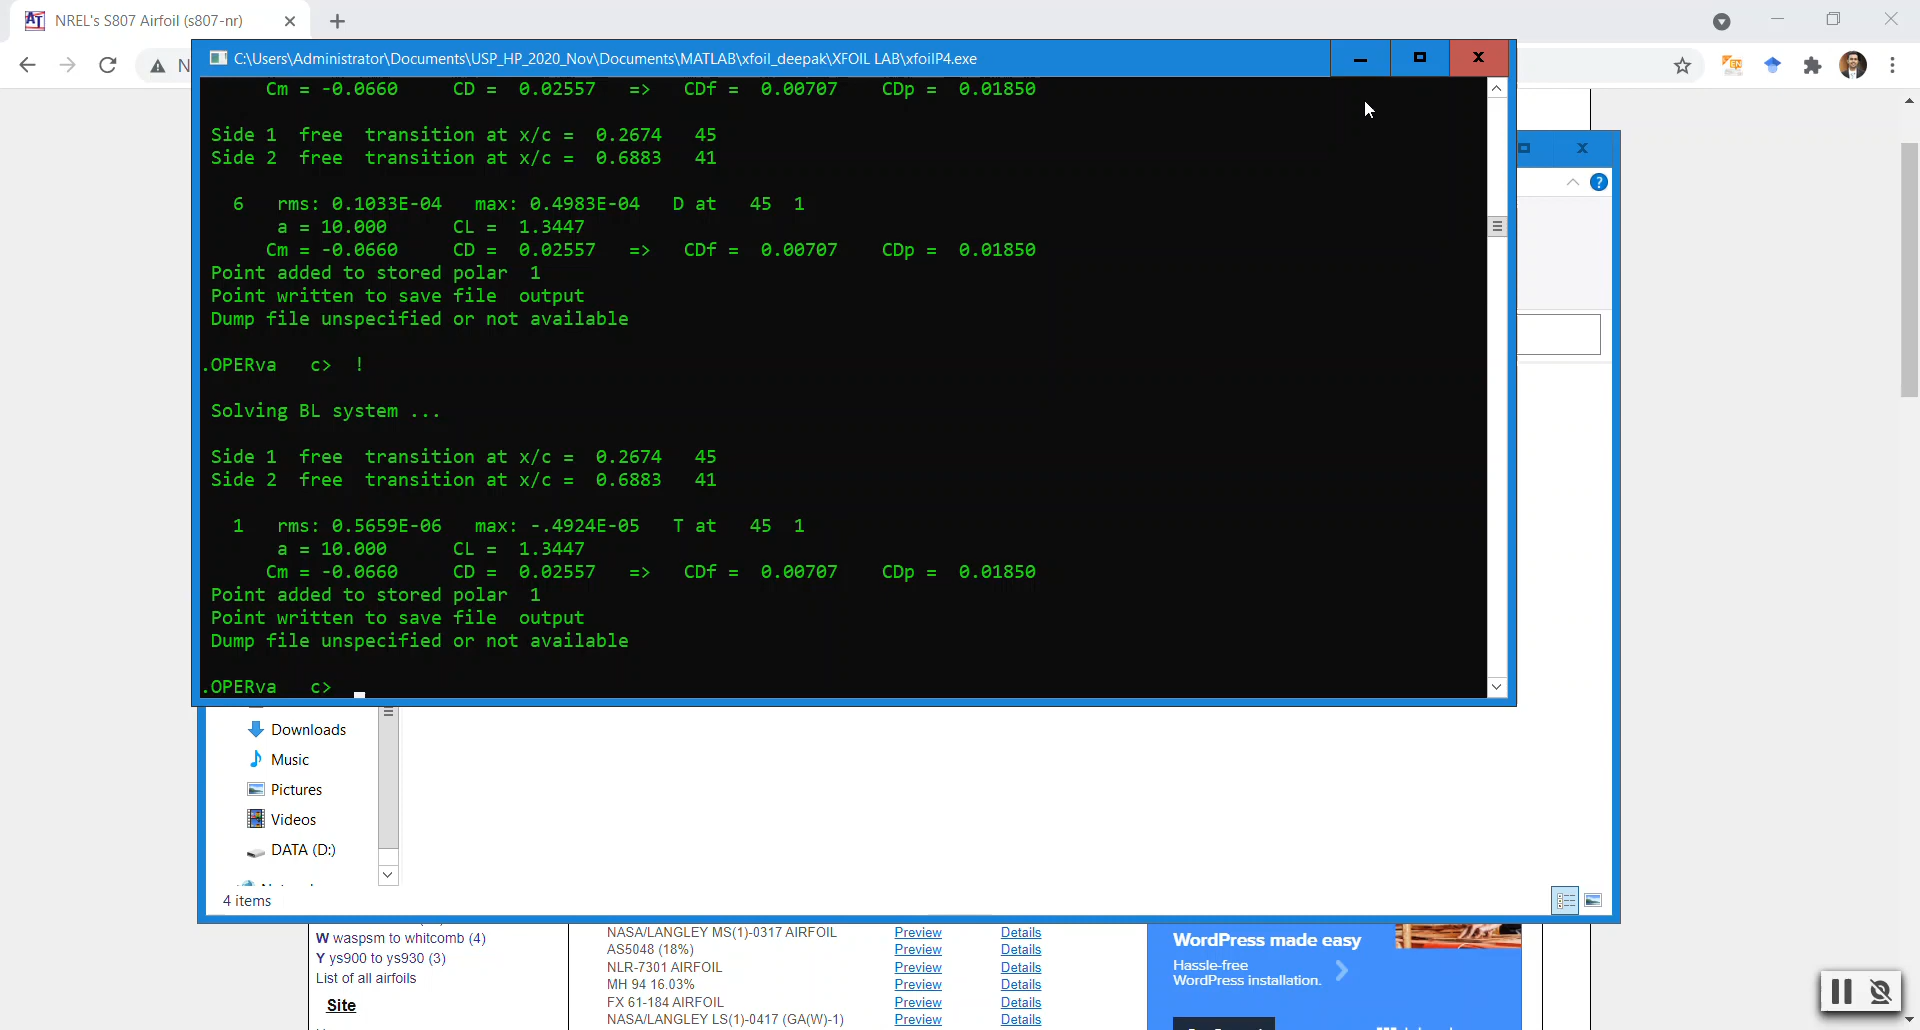 NREL's S807 Airfoil (s807-nr)
N
C:\Users\Administrator\Documents\USP_HP_2020_Nov\Documents\MATLAB\xfoil_deepak\XFOIL LAB\xfoilP4.exe
Cm = -0.0660 CD = 0.02557 => CDf = 0.00707 CDp = 0.01850
Side 1 free transition at x/c = 0.2674 45
Side 2 free transition at x/c = 0.6883 41
6 rms: 0.1033E-04 max: 0.4983E-04 D at 45 1
a = 10.000 CL = 1.3447
Cm = -0.0660 CD = 0.02557 => CDf = 0.00707 CDp = 0.01850
Point added to stored polar 1
Point written to save file output
Dump file unspecified or not available
.OPERva c> !
Solving BL system ...
Side 1 free transition at x/c = 0.2674 45
Side 2 free transition at x/c = 0.6883 41
1 rms: 0.5659E-06 max: -.4924E-05 T at 45 1
a = 10.000 CL = 1.3447
Cm = -0.0660 CD = 0.02557 => CDf = 0.00707 CDp = 0.01850
Point added to stored polar 1
Point written to save file output
Dump file unspecified or not available
.OPERva c>
Downloads
Music
Pictures
Videos
DATA (D:)
4 items
W waspsm to whitcomb (4)
Y ys900 to ys930 (3)
List of all airfoils
Site
NASA/LANGLEY MS(1)-0317 AIRFOIL Preview Details
AS5048 (18%) Preview Details
NLR-7301 AIRFOIL Preview Details
MH 94 16.03% Preview Details
FX 61-184 AIRFOIL Preview Details
NASA/LANGLEY LS(1)-0417 (GA(W)-1) Preview Details
WordPress made easy
Hassle-free
WordPress installation.